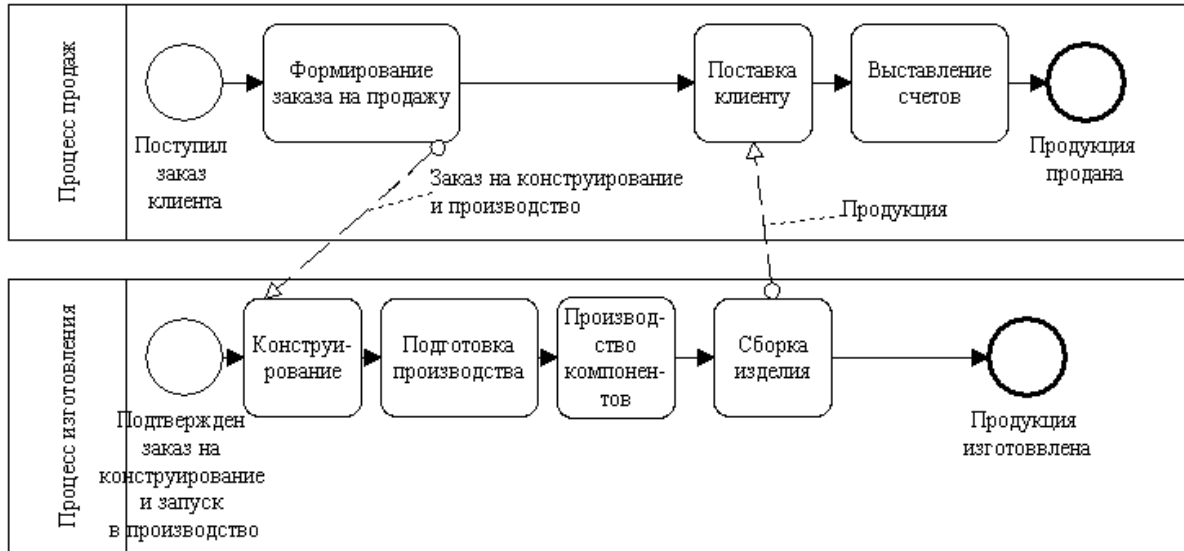 Процесс продаж
Поступил
заказ
клиента
Формирование
заказа на продажу
Поставка
клиенту
Выставление
счетов
Продукция
продана
Заказ на конструирование
и производство
Продукция
Процесс изготовления
Подтвержден
заказ на
конструирование
и запуск
в производство
Конструи-
рование
Подготовка
производства
Производ-
ство
компонен-
тов
Сборка
изделия
Продукция
изготоввлена